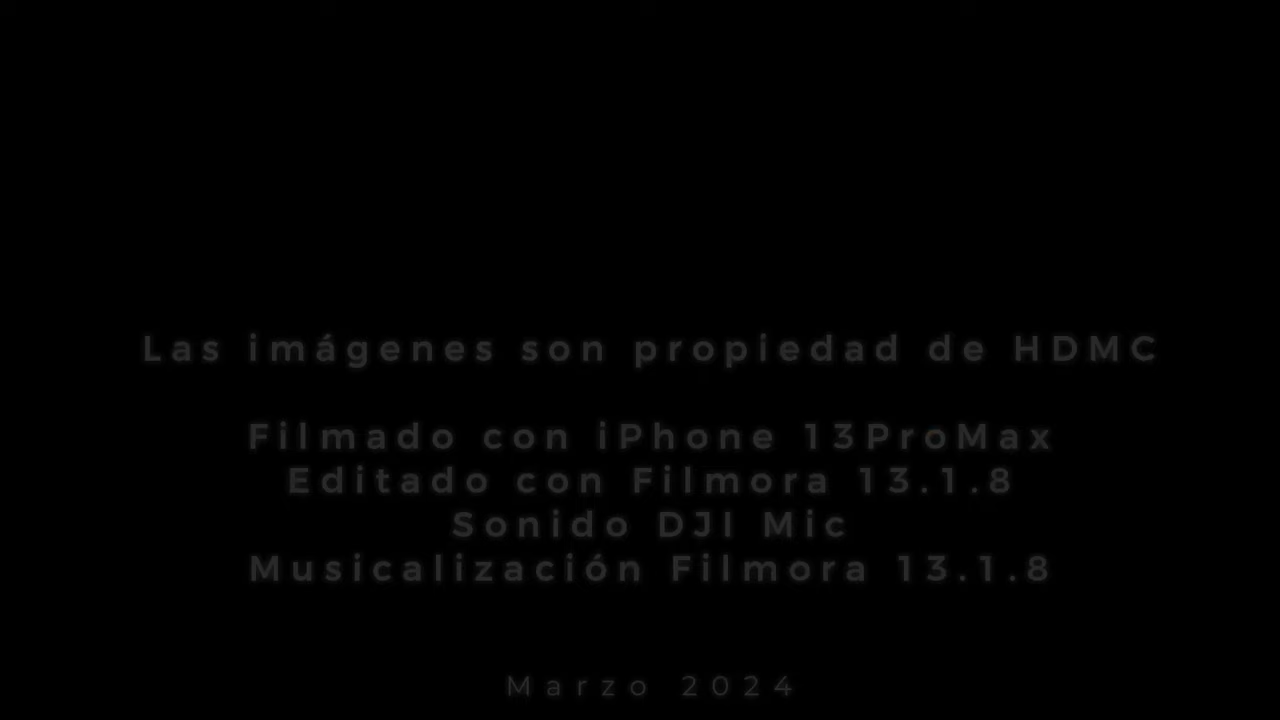 Las imágenes son propiedad de HDMC
Filmado con iPhone 13ProMax
Editado con Filmora 13.1.8
Sonido DJI Mic
Musicalización Filmora 13.1.8
Marzo 2024